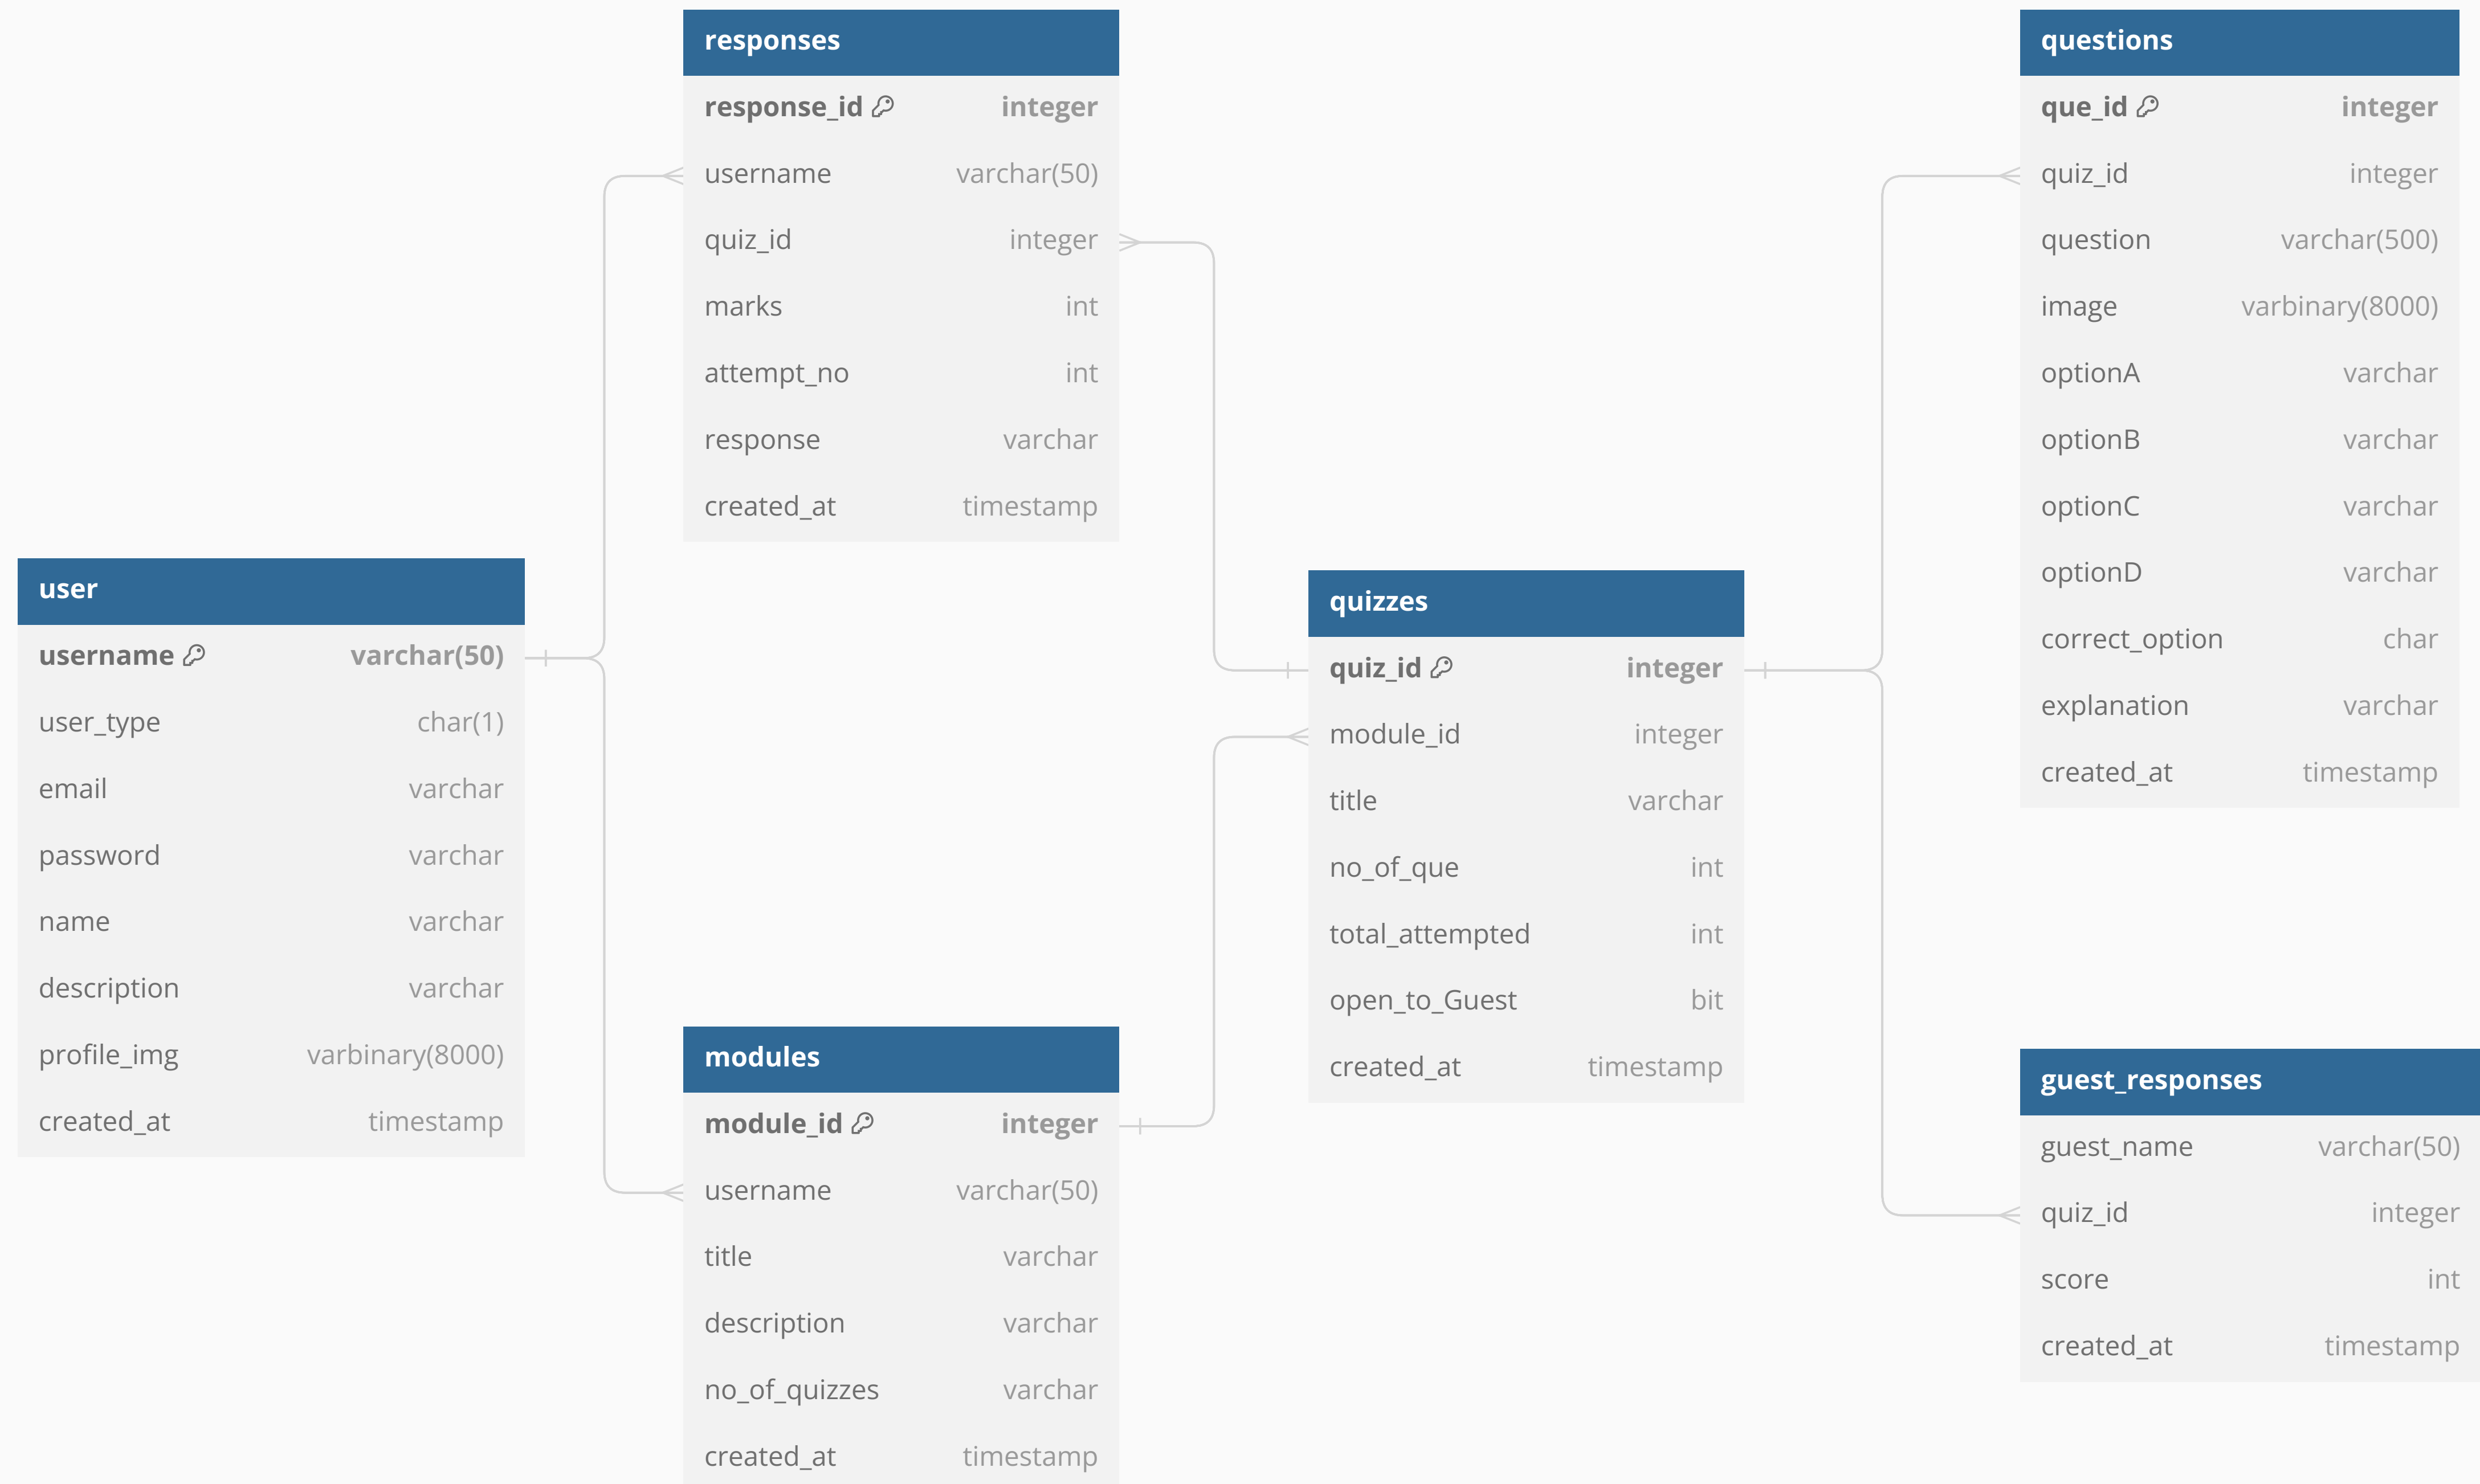 responses
response_id integer
username varchar(50)
quiz_id integer
marks int
attempt_no int
response varchar
created_at timestamp
questions
que_id integer
quiz_id integer
question varchar(500)
image varbinary(8000)
optionA varchar
optionB varchar
optionC varchar
optionD varchar
correct_option char
explanation varchar
created_at timestamp
user
username varchar(50)
user_type char(1)
email varchar
password varchar
name varchar
description varchar
profile_img varbinary(8000)
created_at timestamp
quizzes
quiz_id integer
module_id integer
title varchar
no_of_que int
total_attempted int
open_to_Guest bit
created_at timestamp
modules
module_id integer
username varchar(50)
title varchar
description varchar
no_of_quizzes varchar
created_at timestamp
guest_responses
guest_name varchar(50)
quiz_id integer
score int
created_at timestamp